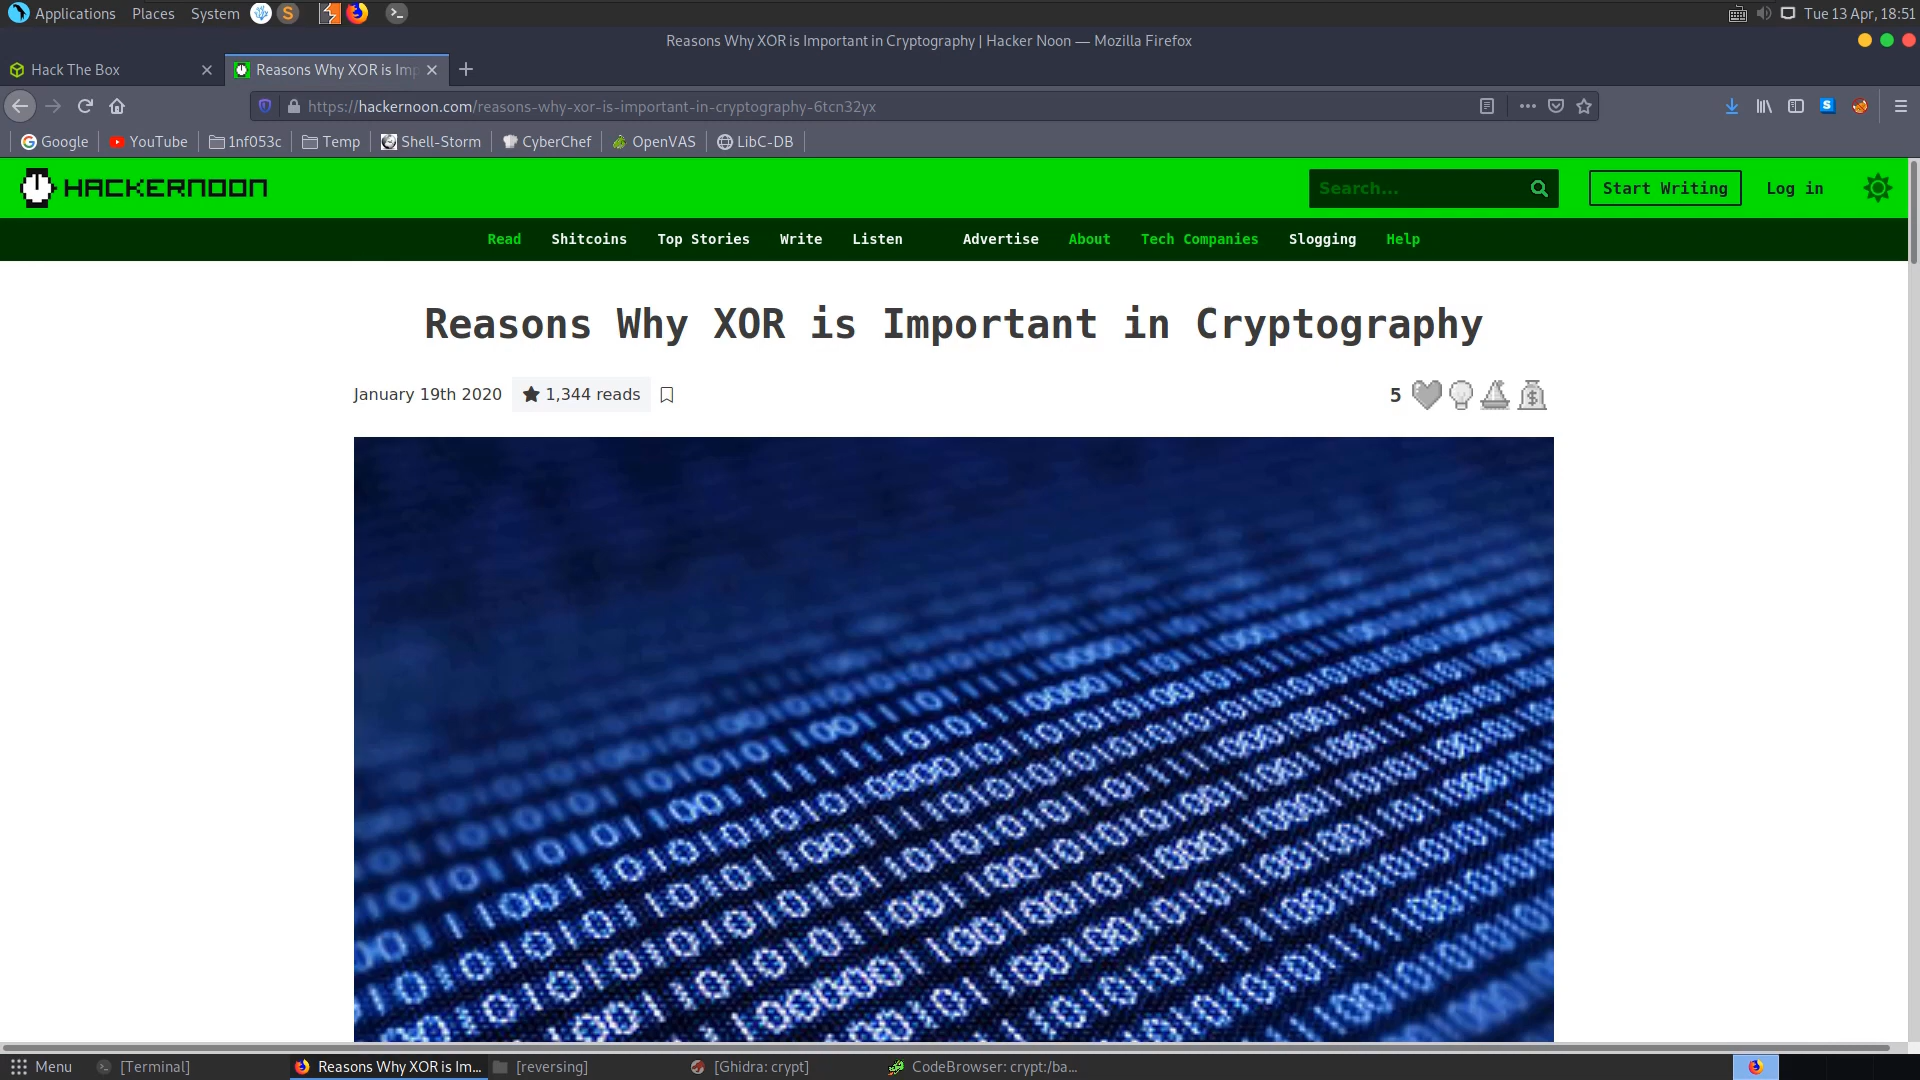 Applications Places System Tue 13 Apr, 18:51
Reasons Why XOR is Important in Cryptography | Hacker Noon — Mozilla Firefox
Hack The Box Reasons Why XOR is Imp
https://hackernoon.com/reasons-why-xor-is-important-in-cryptography-6tcn32yx
Google YouTube 1nf053c Temp Shell-Storm CyberChef OpenVAS LibC-DB
HACKERNOON Search... Start Writing Log in
Read Shitcoins Top Stories Write Listen Advertise About Tech Companies Slogging Help
Reasons Why XOR is Important in Cryptography
January 19th 2020 1,344 reads 5
Menu [Terminal] Reasons Why XOR is Im... [reversing] [Ghidra: crypt] CodeBrowser: crypt:/ba...